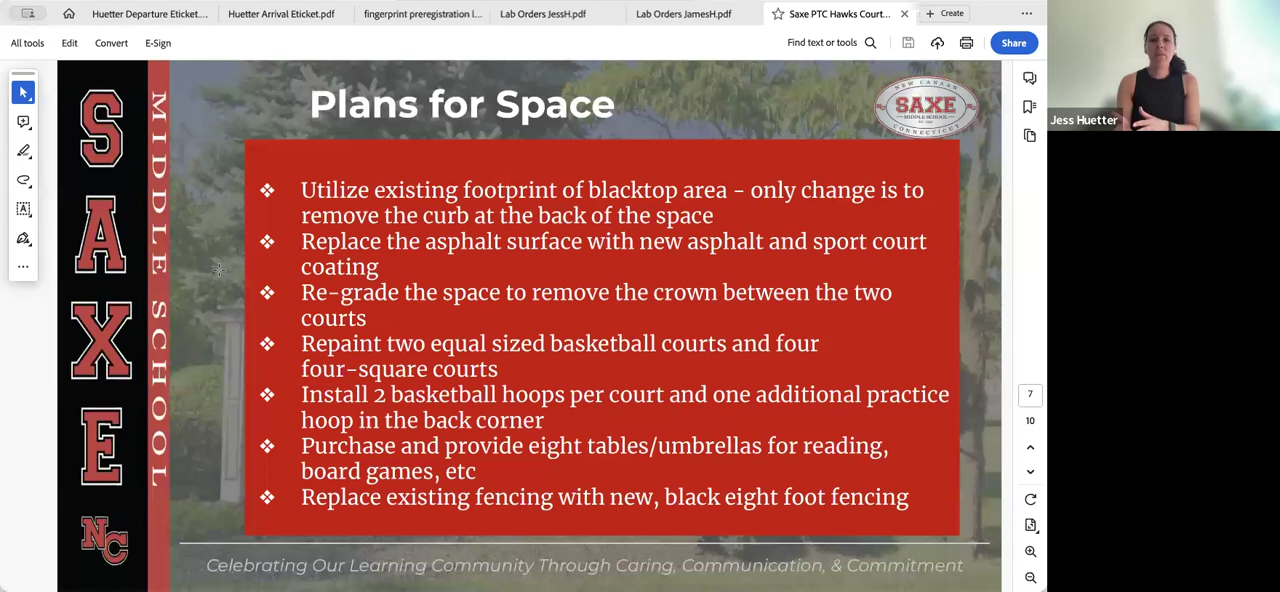 Huetter Departure Eticket....
Huetter Arrival Eticket.pdf
fingerprint preregistration l...
Lab Orders JessH.pdf
Lab Orders JamesH.pdf
Saxe PTC Hawks Court...
Create
All tools
Edit
Convert
E-Sign
Find text or tools
Share
SAXE
MIDDLE SCHOOL
NC
Plans for Space
NEW CANAAN
SAXE
MIDDLE SCHOOL
CONNECTICUT
❖ Utilize existing footprint of blacktop area - only change is to
remove the curb at the back of the space
❖ Replace the asphalt surface with new asphalt and sport court
coating
❖ Re-grade the space to remove the crown between the two
courts
❖ Repaint two equal sized basketball courts and four
four-square courts
❖ Install 2 basketball hoops per court and one additional practice
hoop in the back corner
❖ Purchase and provide eight tables/umbrellas for reading,
board games, etc
❖ Replace existing fencing with new, black eight foot fencing
Celebrating Our Learning Community Through Caring, Communication, & Commitment
7
10
Jess Huetter